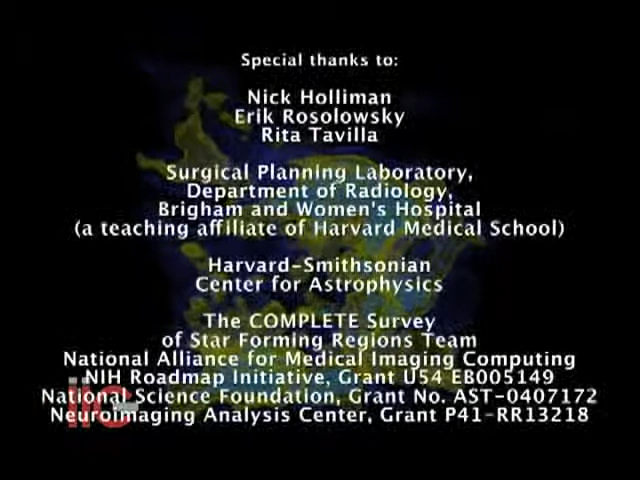 Special thanks to:
Nick Holliman
Erik Rosolowsky
Rita Tavilla
Surgical Planning Laboratory,
Department of Radiology,
Brigham and Women's Hospital
(a teaching affiliate of Harvard Medical School)
Harvard-Smithsonian
Center for Astrophysics
The COMPLETE Survey
of Star Forming Regions Team
National Alliance for Medical Imaging Computing
NIH Roadmap Initiative, Grant U54 EB005149
National Science Foundation, Grant No. AST-0407172
Neuroimaging Analysis Center, Grant P41-RR13218
iic